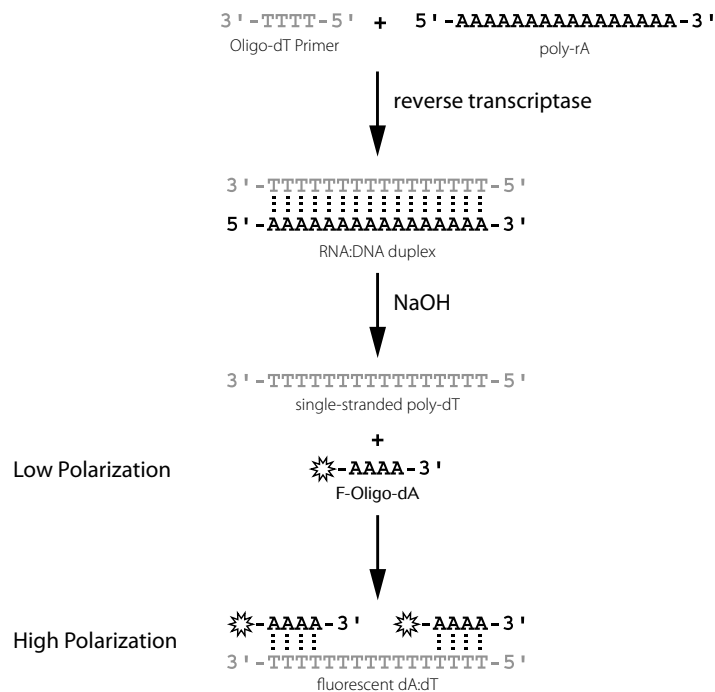 3'-TTTT-5' + 5'-AAAAAAAAAAAAAAAA-3'
Oligo-dT Primer poly-rA
reverse transcriptase
3'-TTTTTTTTTTTTTTTT-5'
5'-AAAAAAAAAAAAAAAA-3'
RNA:DNA duplex
NaOH
3'-TTTTTTTTTTTTTTTT-5'
single-stranded poly-dT
+
Low Polarization -AAAA-3'
F-Oligo-dA
-AAAA-3' -AAAA-3'
High Polarization
3'-TTTTTTTTTTTTTTTT-5'
fluorescent dA:dT